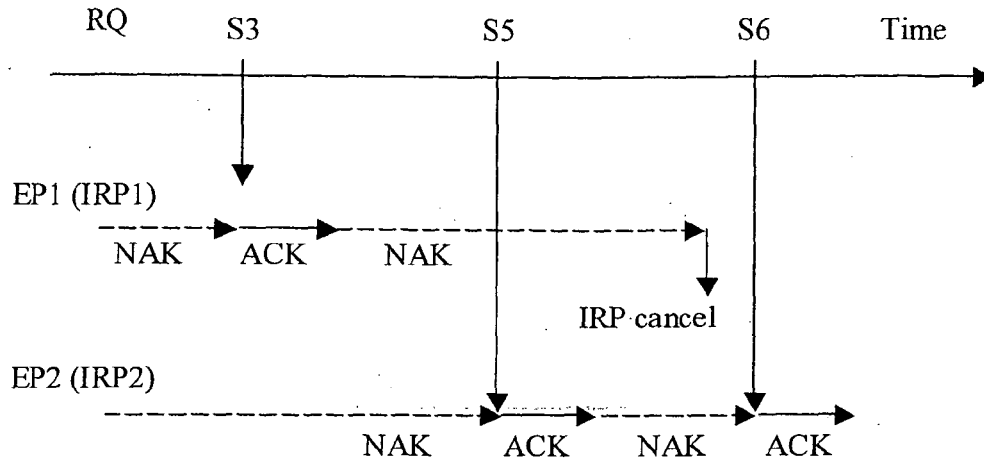 RQ S3 S5 S6 Time
EP1 (IRP1)
NAK ACK NAK
IRP cancel
EP2 (IRP2)
NAK ACK NAK ACK